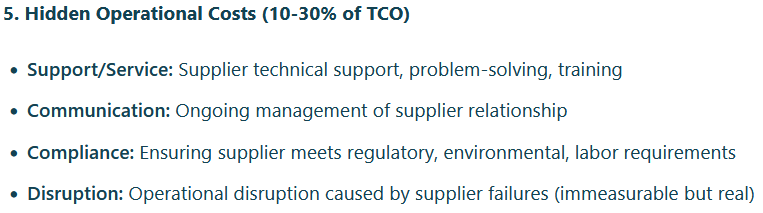 5. Hidden Operational Costs (10-30% of TCO)
• Support/Service: Supplier technical support, problem-solving, training
• Communication: Ongoing management of supplier relationship
• Compliance: Ensuring supplier meets regulatory, environmental, labor requirements
• Disruption: Operational disruption caused by supplier failures (immeasurable but real)